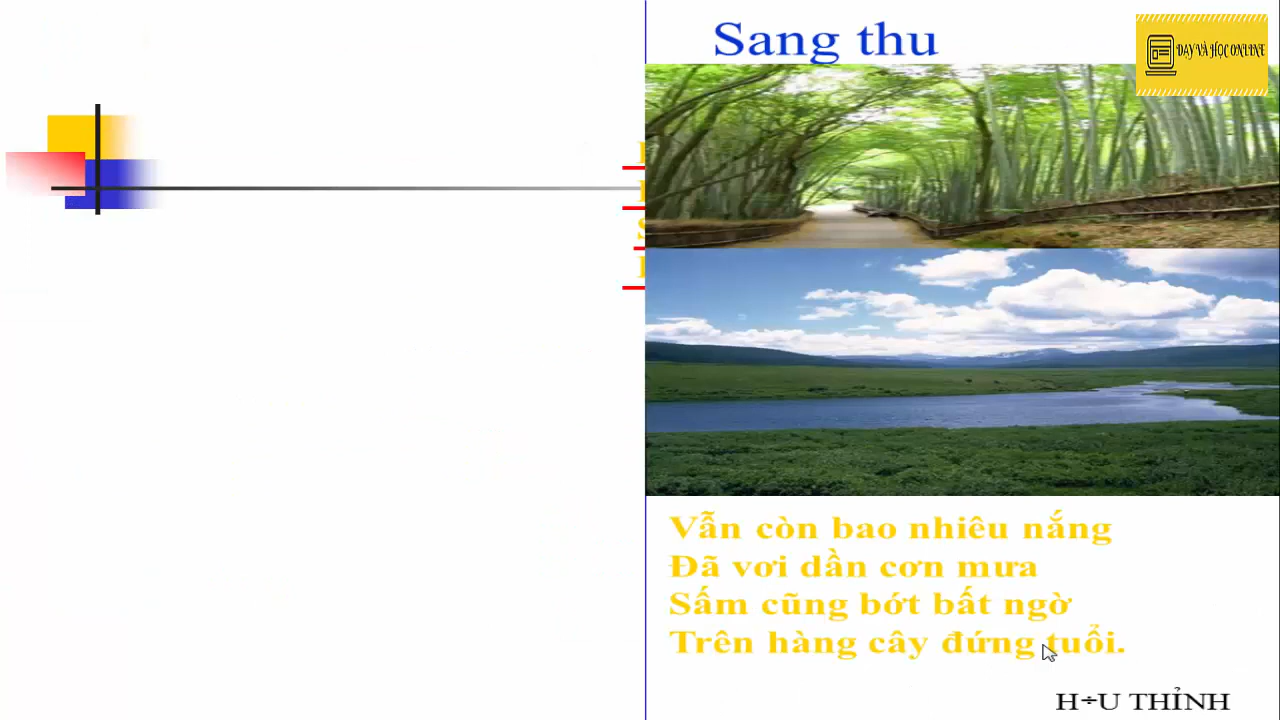 Sang thu
DẠY VÀ HỌC ONLINE
Vẫn còn bao nhiêu nắng
Đã vơi dần cơn mưa
Sấm cũng bớt bất ngờ
Trên hàng cây đứng tuổi.
H÷U THỈNH